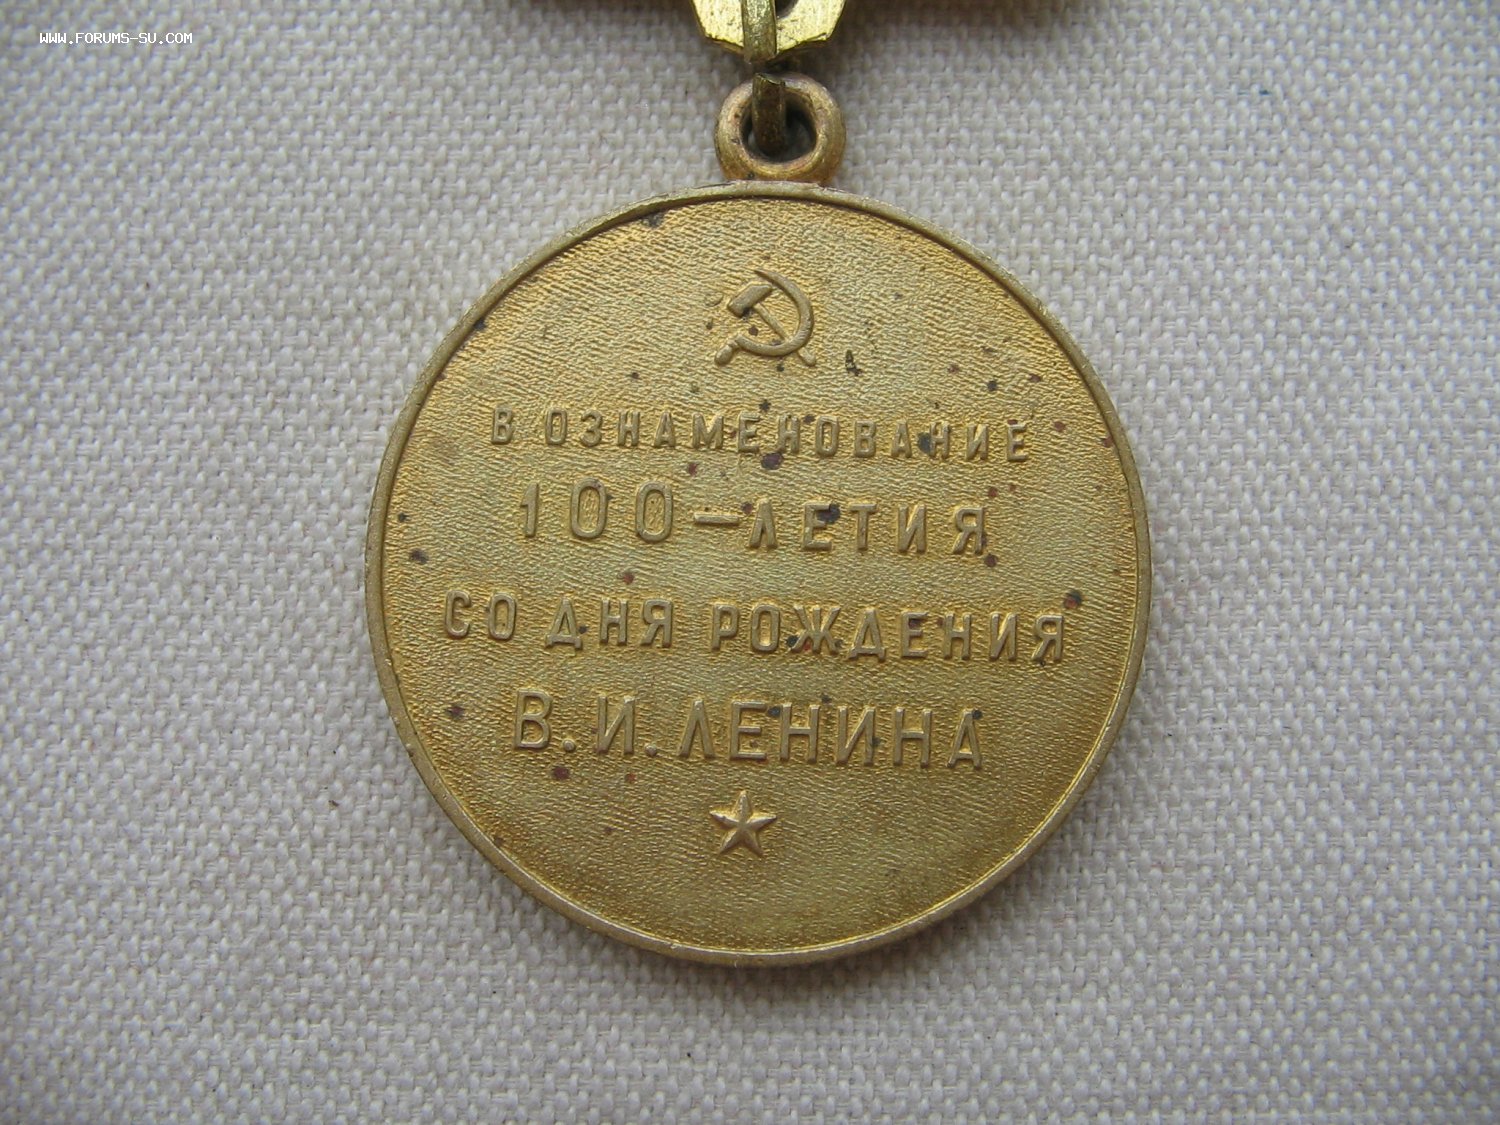 WWW.FORUMS-SU.COM
В ОЗНАМЕНОВАНИЕ
100-ЛЕТИЯ
СО ДНЯ РОЖДЕНИЯ
В.И.ЛЕНИНА